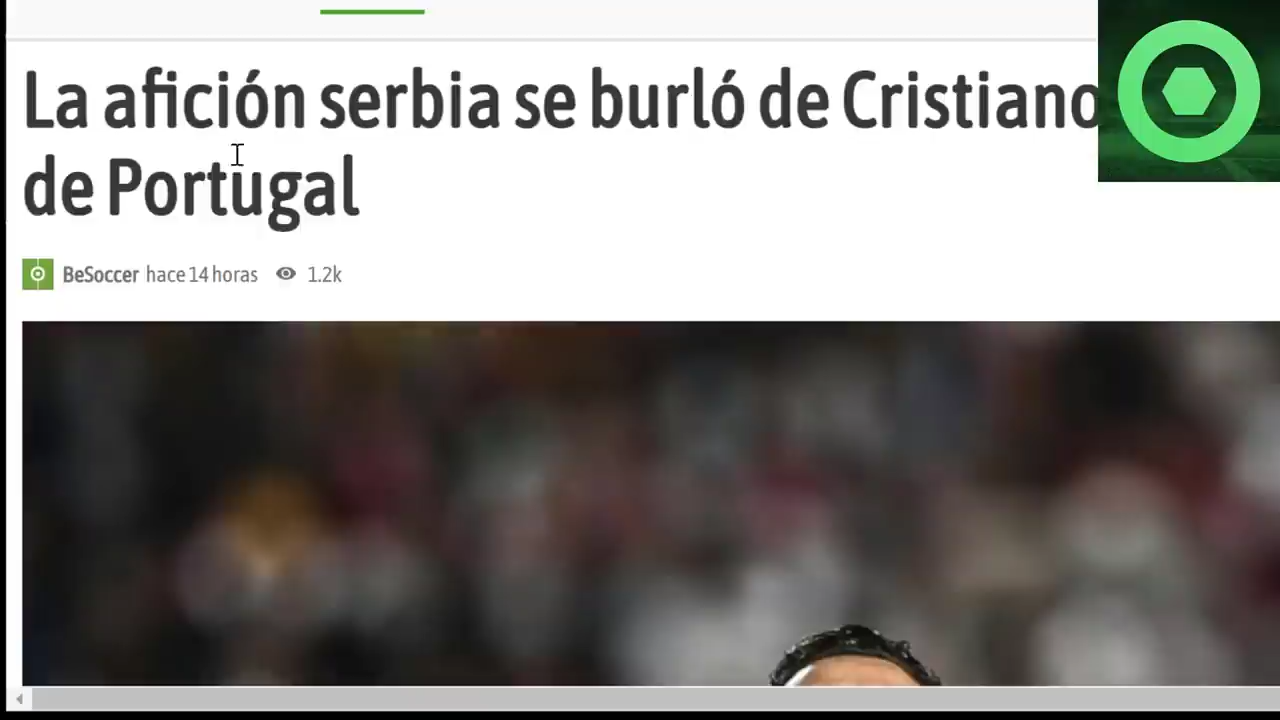 La afición serbia se burló de Cristiano
de Portugal
BeSoccer hace 14 horas 1.2k